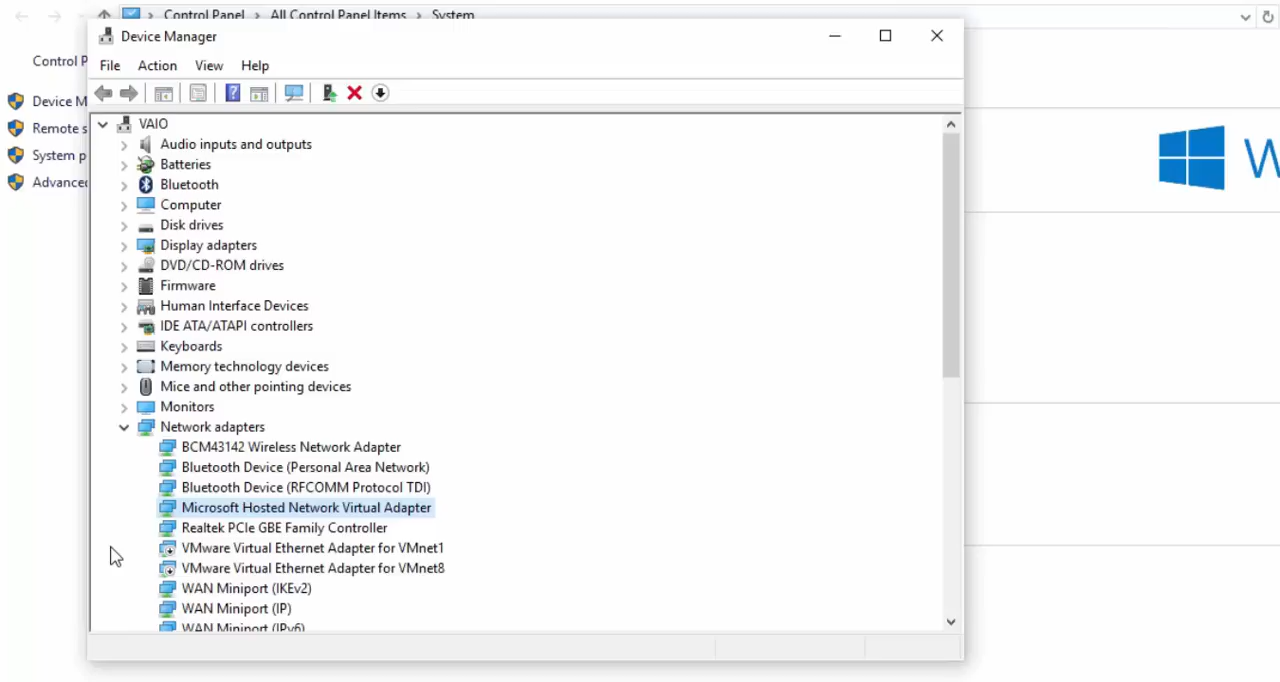 Control Panel > All Control Panel Items > System
Device Manager
Control P
File Action View Help
Device M
Remote s
System p
Advanced
VAIO
Audio inputs and outputs
Batteries
Bluetooth
Computer
Disk drives
Display adapters
DVD/CD-ROM drives
Firmware
Human Interface Devices
IDE ATA/ATAPI controllers
Keyboards
Memory technology devices
Mice and other pointing devices
Monitors
Network adapters
BCM43142 Wireless Network Adapter
Bluetooth Device (Personal Area Network)
Bluetooth Device (RFCOMM Protocol TDI)
Microsoft Hosted Network Virtual Adapter
Realtek PCIe GBE Family Controller
VMware Virtual Ethernet Adapter for VMnet1
VMware Virtual Ethernet Adapter for VMnet8
WAN Miniport (IKEv2)
WAN Miniport (IP)
WAN Miniport (IPv6)
W